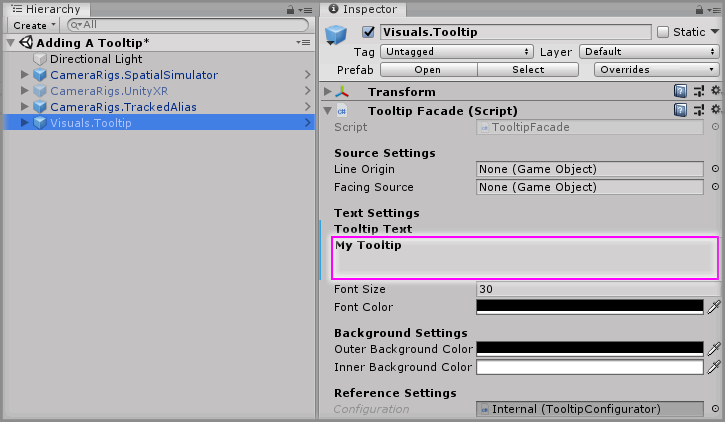 Hierarchy
Create
All
Adding A Tooltip*
Directional Light
CameraRigs.SpatialSimulator
CameraRigs.UnityXR
CameraRigs.TrackedAlias
Visuals.Tooltip
Inspector
Visuals.Tooltip
Static
Tag Untagged Layer Default
Prefab Open Select Overrides
Transform
Tooltip Facade (Script)
Script TooltipFacade
Source Settings
Line Origin None (Game Object)
Facing Source None (Game Object)
Text Settings
Tooltip Text
My Tooltip
Font Size 30
Font Color
Background Settings
Outer Background Color
Inner Background Color
Reference Settings
Configuration Internal (TooltipConfigurator)